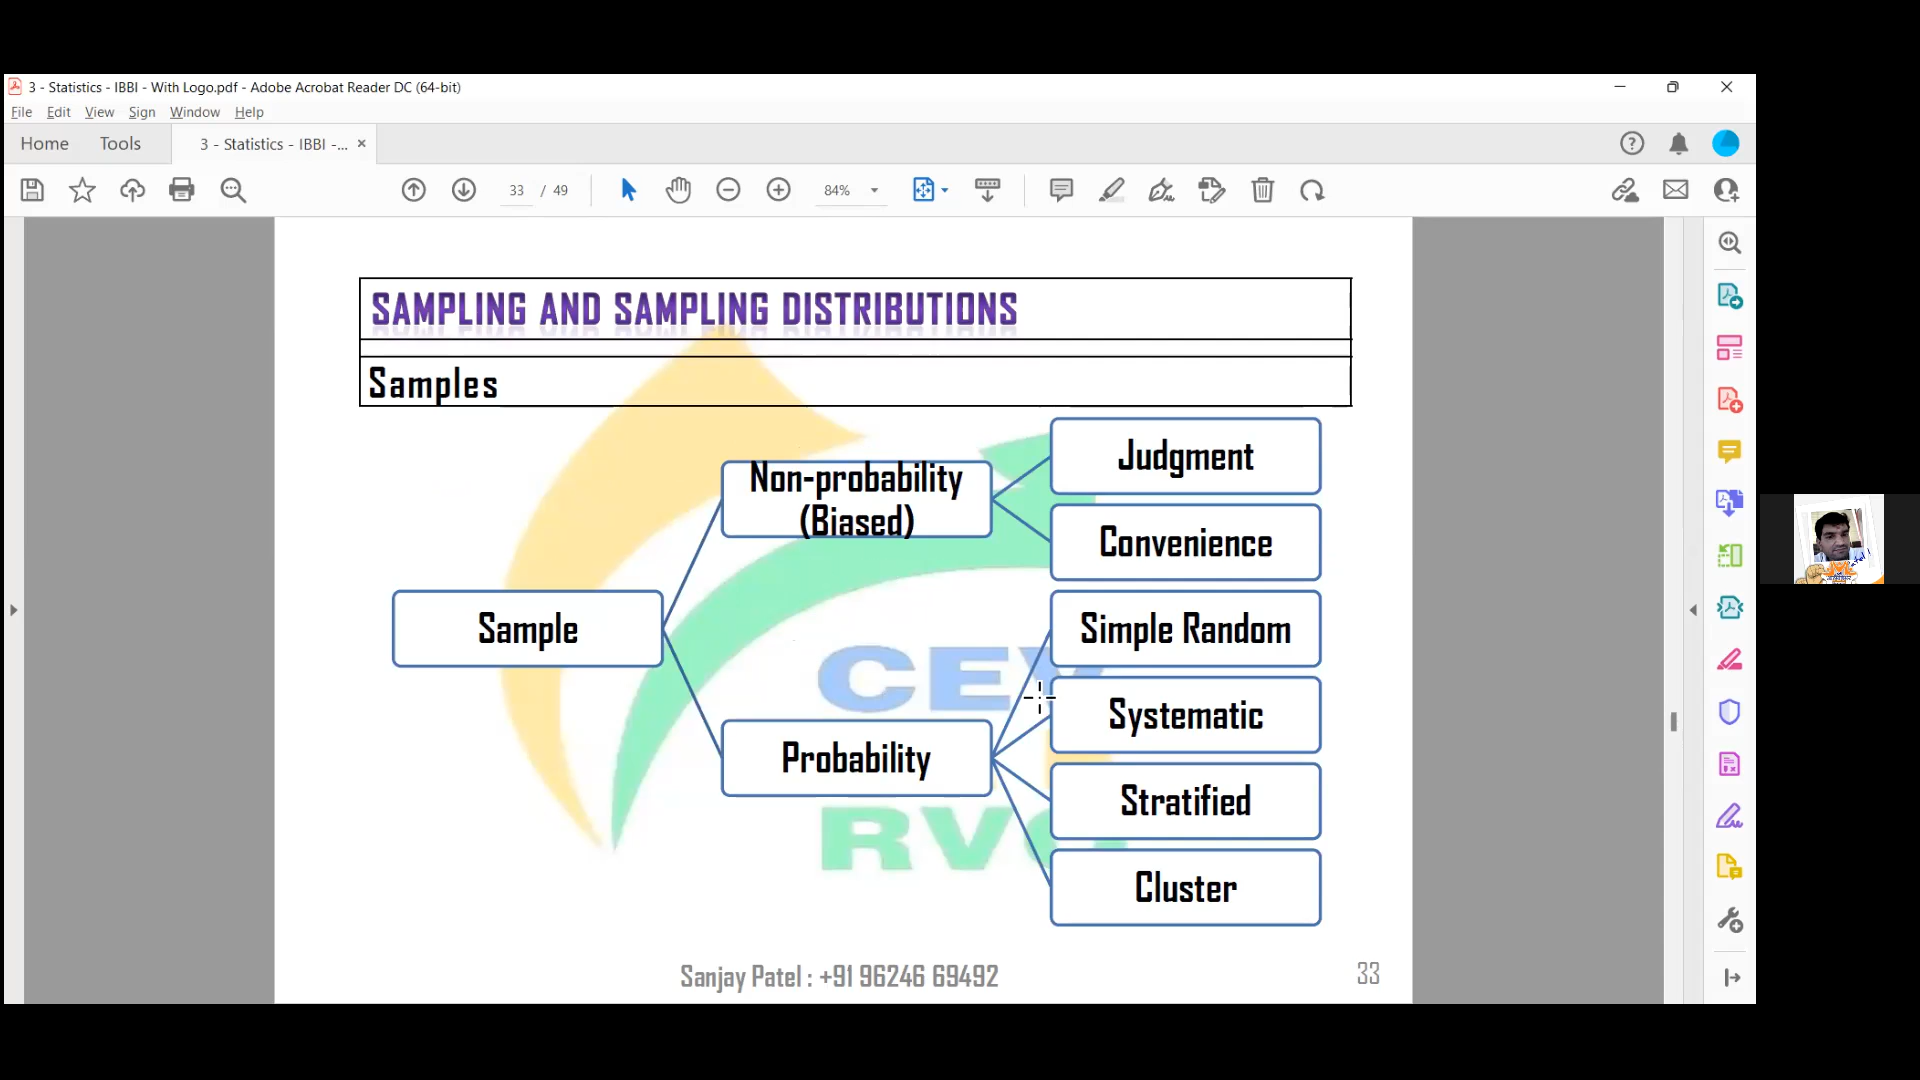 3 - Statistics - IBBI - With Logo.pdf - Adobe Acrobat Reader DC (64-bit)
File Edit View Sign Window Help
Home Tools 3 - Statistics - IBBI -...
33 / 49 84%
SAMPLING AND SAMPLING DISTRIBUTIONS
Samples
Judgment
Non-probability
(Biased)
Convenience
Sample
Simple Random
Systematic
Probability
Stratified
Cluster
Sanjay Patel : +91 96246 69492
33